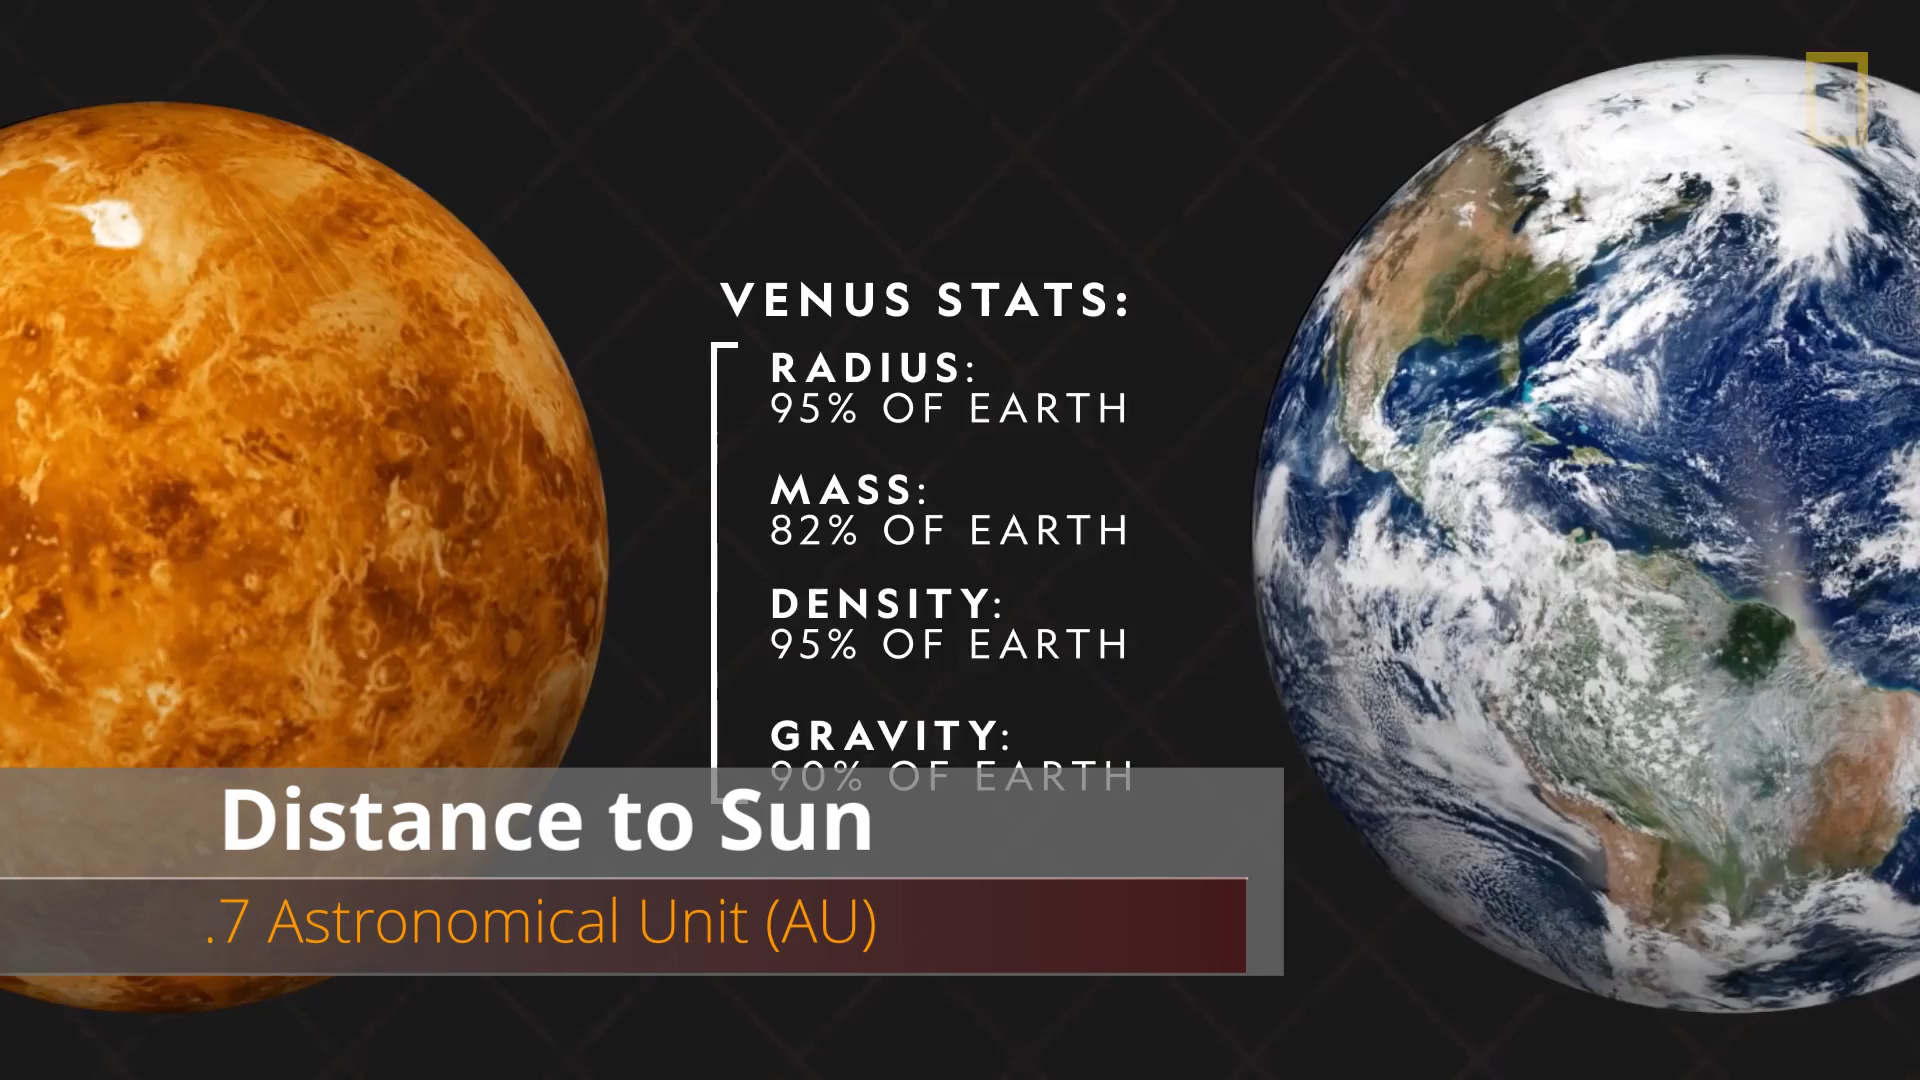 VENUS STATS:
RADIUS:
95% OF EARTH
MASS:
82% OF EARTH
DENSITY:
95% OF EARTH
GRAVITY:
90% OF EARTH
Distance to Sun
.7 Astronomical Unit (AU)